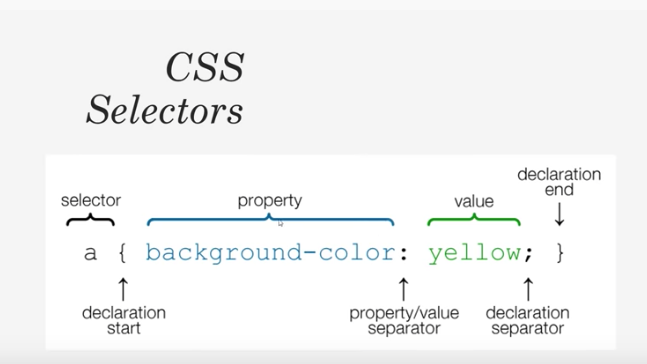 CSS
Selectors
declaration
end
selector property value
a { background-color: yellow; }
declaration
start
property/value
separator
declaration
separator